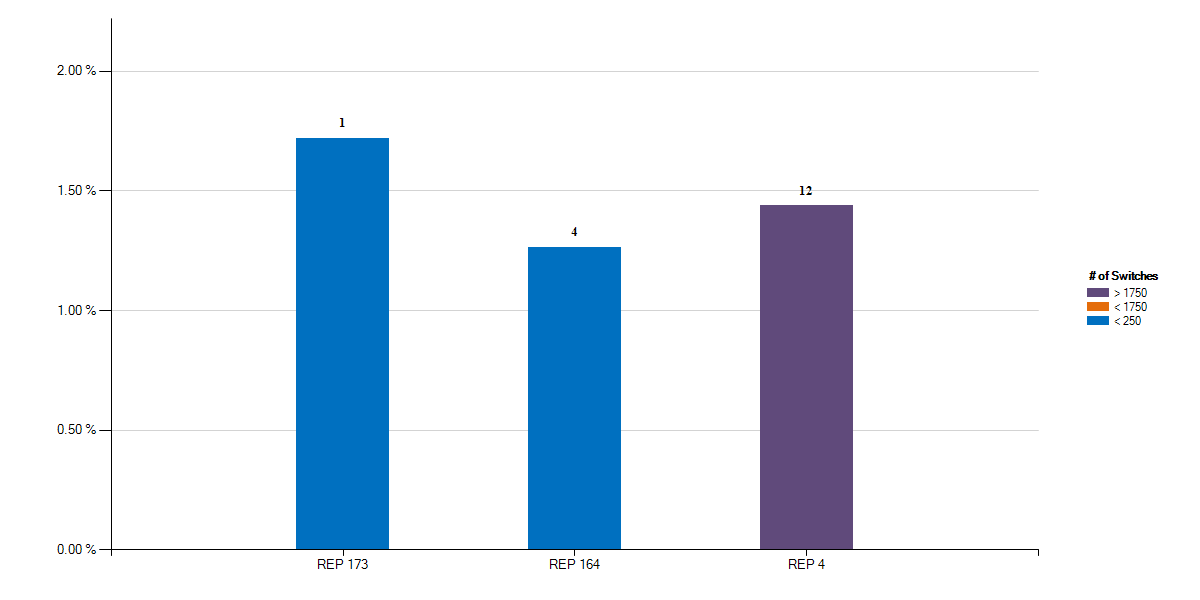 2.00 %
1.50 %
1.00 %
0.50 %
0.00 %
1
4
12
REP 173
REP 164
REP 4
# of Switches
> 1750
< 1750
< 250